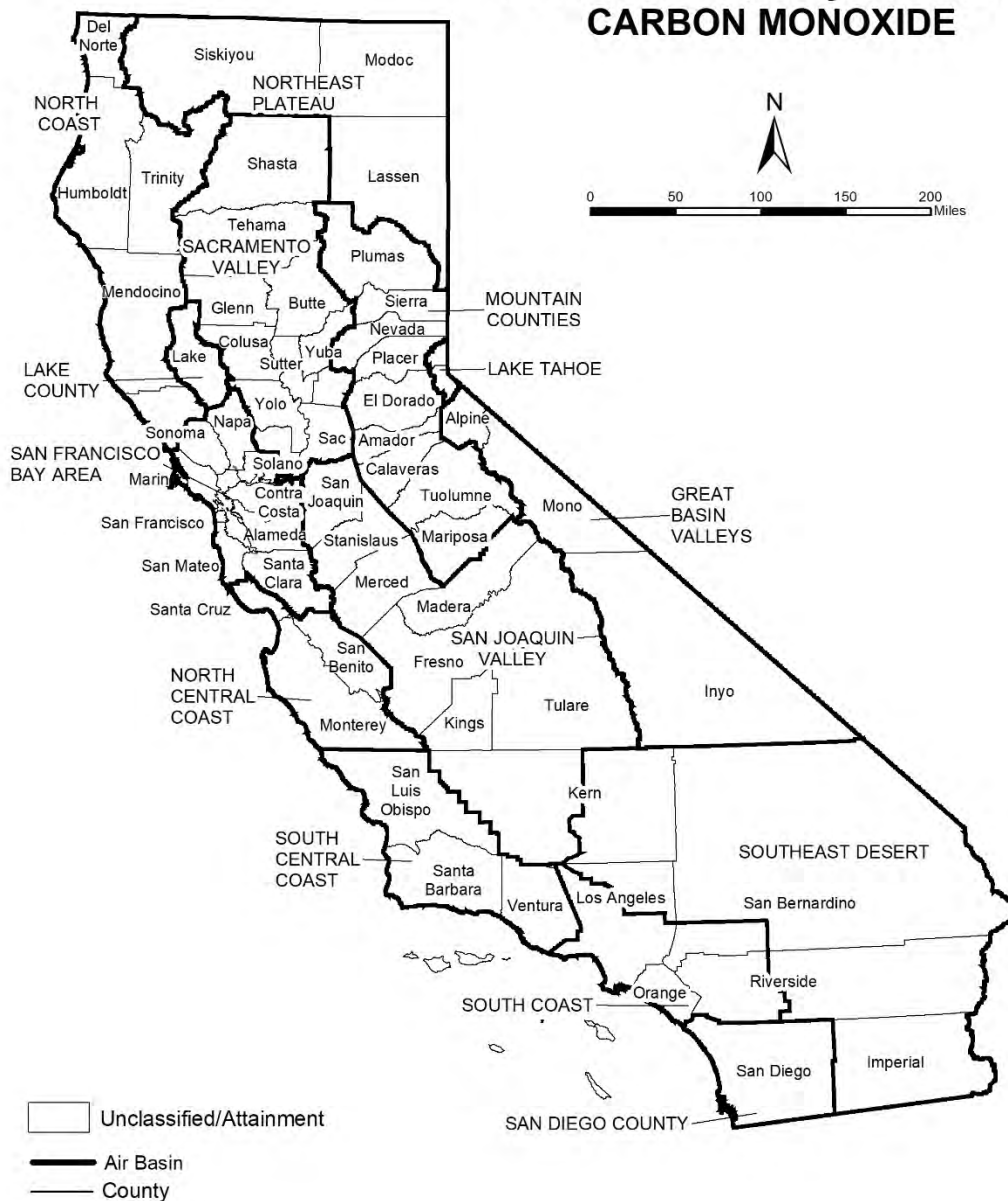 CARBON MONOXIDE
N
0 50 100 150 200
Miles
Del
Norte
Siskiyou
Modoc
NORTHEAST
PLATEAU
NORTH
COAST
Shasta
Trinity
Lassen
Humboldt
Tehama
SACRAMENTO
VALLEY
Plumas
Mendocino
Glenn
Butte
Sierra
MOUNTAIN
COUNTIES
Nevada
Colusa
Yuba
Lake
Sutter
Placer
LAKE
COUNTY
LAKE TAHOE
Yolo
El Dorado
Alpine
Napa
Sonoma
Sac
Amador
SAN FRANCISCO
BAY AREA
Solano
Calaveras
Marin
Contra
Costa
San
Joaquin
Tuolumne
Mono
GREAT
BASIN
VALLEYS
San Francisco
Alameda
Stanislaus
Mariposa
San Mateo
Santa
Clara
Merced
Santa Cruz
Madera
SAN JOAQUIN
VALLEY
San
Benito
Fresno
NORTH
CENTRAL
COAST
Inyo
Tulare
Monterey
Kings
San
Luis
Obispo
Kern
SOUTH
CENTRAL
COAST
SOUTHEAST DESERT
Santa
Barbara
Ventura
Los Angeles
San Bernardino
Riverside
Orange
SOUTH COAST
San Diego
Imperial
SAN DIEGO COUNTY
Unclassified/Attainment
Air Basin
County